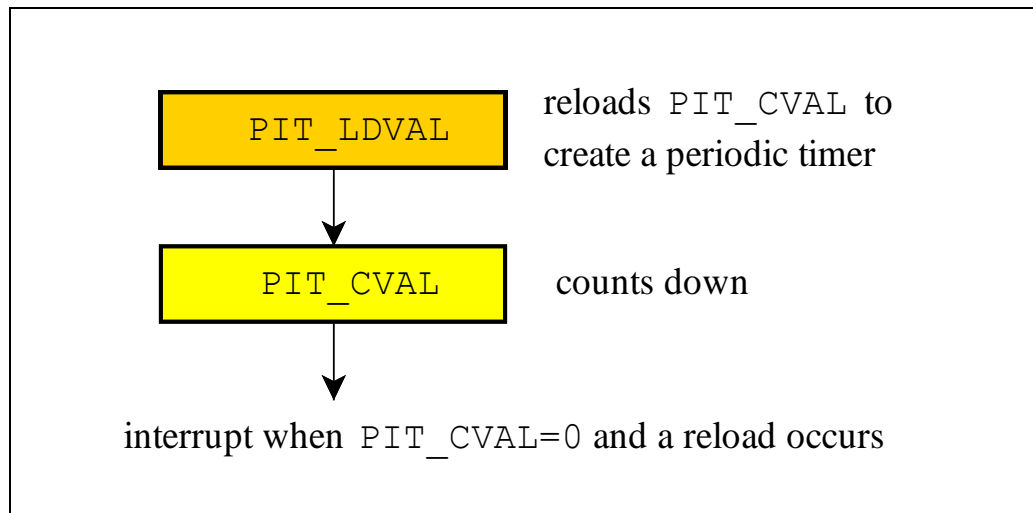 PIT_LDVAL
reloads PIT_CVAL to
create a periodic timer
PIT_CVAL
counts down
interrupt when PIT_CVAL=0 and a reload occurs